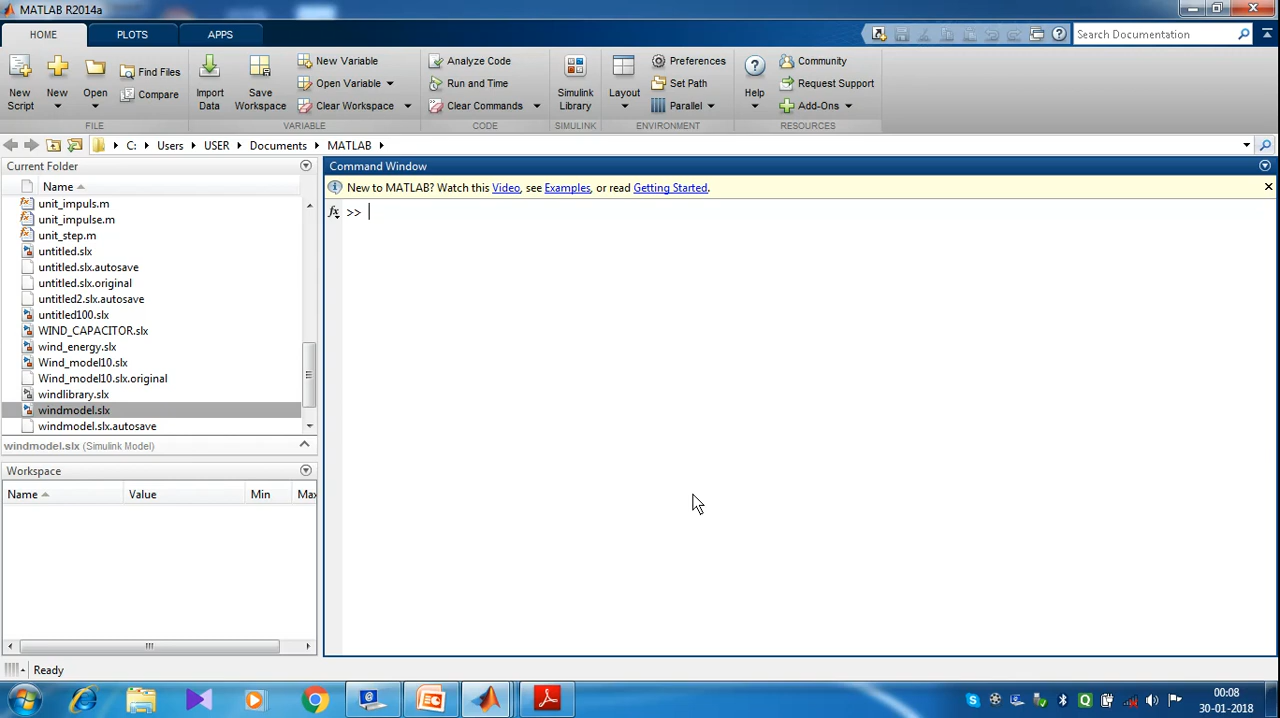 MATLAB R2014a
HOME PLOTS APPS Search Documentation
New Script New Open Find Files Compare
FILE
Import Data Save Workspace New Variable Open Variable Clear Workspace
VARIABLE
Analyze Code Run and Time Clear Commands
CODE
Simulink Library
SIMULINK
Layout Preferences Set Path Parallel
ENVIRONMENT
Help Community Request Support Add-Ons
RESOURCES
C: Users USER Documents MATLAB
Current Folder
Name
unit_impuls.m
unit_impulse.m
unit_step.m
untitled.slx
untitled.slx.autosave
untitled.slx.original
untitled2.slx.autosave
untitled100.slx
WIND_CAPACITOR.slx
wind_energy.slx
Wind_model10.slx
Wind_model10.slx.original
windlibrary.slx
windmodel.slx
windmodel.slx.autosave
windmodel.slx (Simulink Model)
Workspace
Name Value Min Max
Command Window
New to MATLAB? Watch this Video, see Examples, or read Getting Started.
fx >>
Ready
00:08
30-01-2018